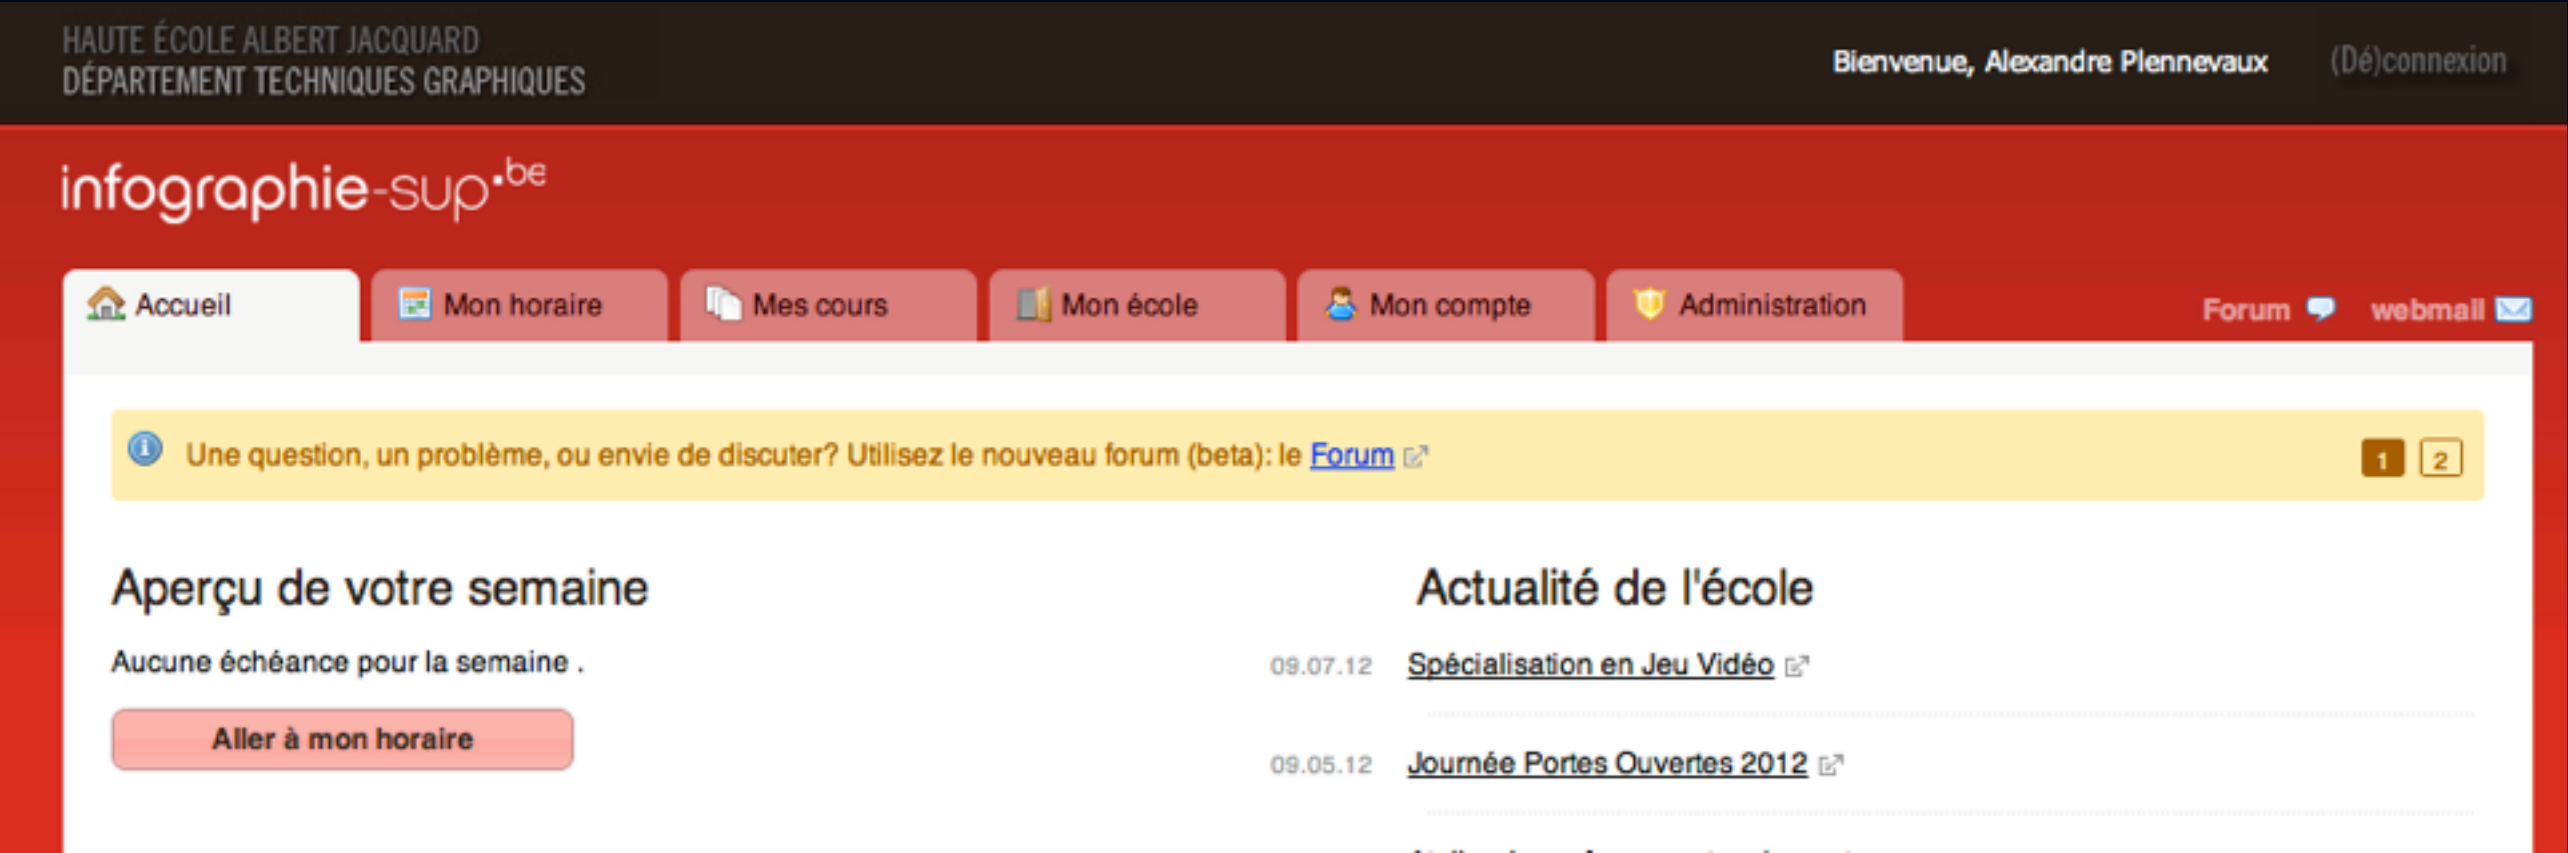 HAUTE ÉCOLE ALBERT JACQUARD
DÉPARTEMENT TECHNIQUES GRAPHIQUES
Bienvenue, Alexandre Plennevaux (Dé)connexion
infographie-sup.be
Accueil Mon horaire Mes cours Mon école Mon compte Administration Forum webmail
Une question, un problème, ou envie de discuter? Utilisez le nouveau forum (beta): le Forum 1 2
Aperçu de votre semaine
Aucune échéance pour la semaine .
Aller à mon horaire
Actualité de l'école
09.07.12 Spécialisation en Jeu Vidéo
09.05.12 Journée Portes Ouvertes 2012